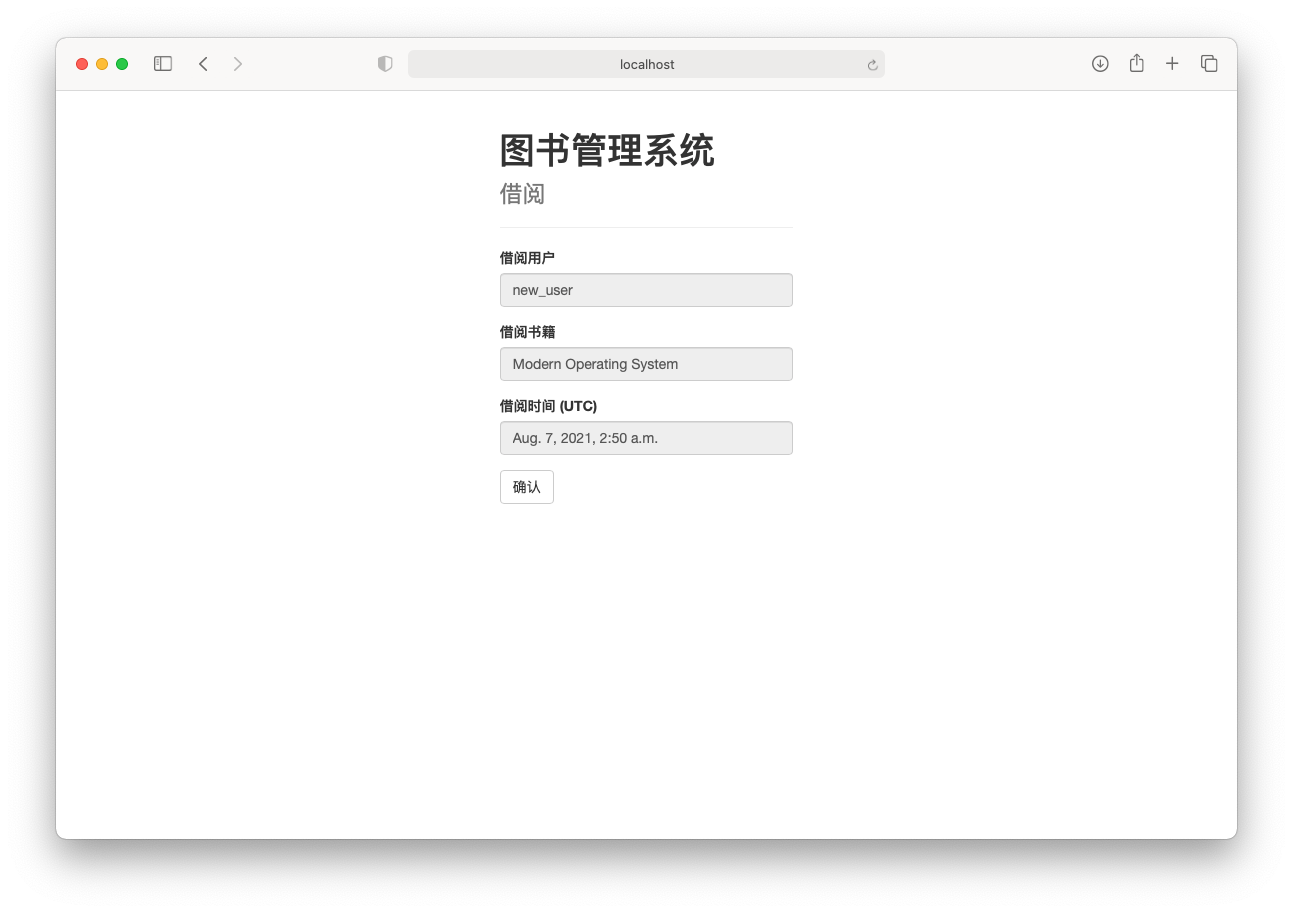 localhost
图书管理系统
借阅
借阅用户
new_user
借阅书籍
Modern Operating System
借阅时间 (UTC)
Aug. 7, 2021, 2:50 a.m.
确认